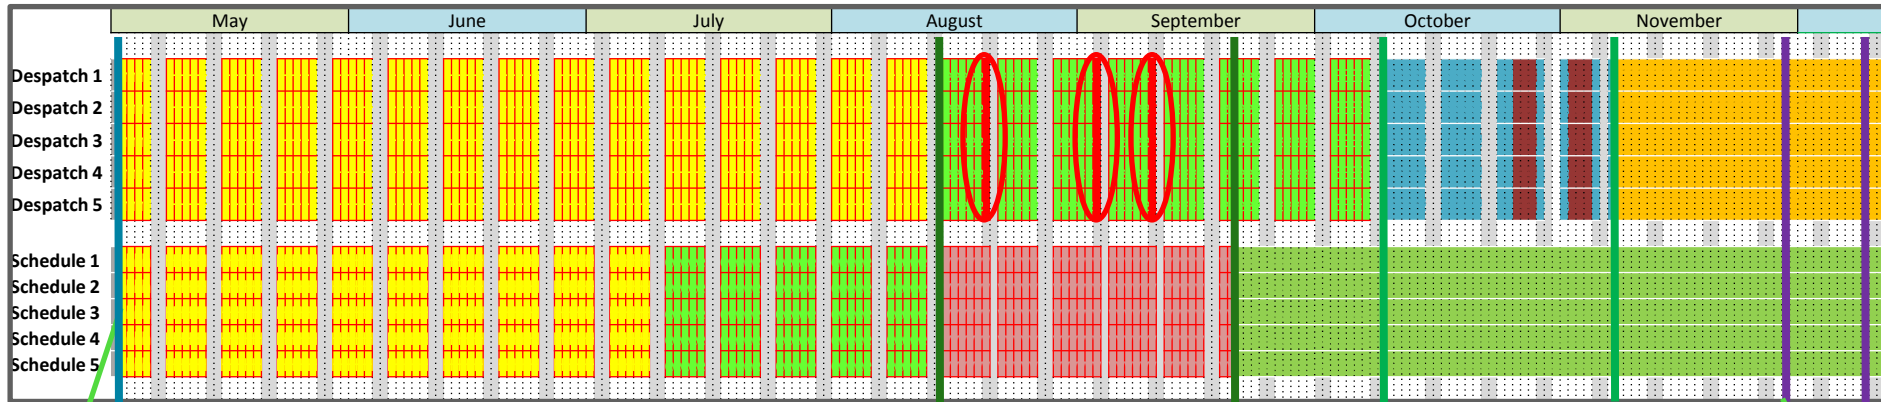 May June July August September October November
Despatch 1
Despatch 2
Despatch 3
Despatch 4
Despatch 5
Schedule 1
Schedule 2
Schedule 3
Schedule 4
Schedule 5